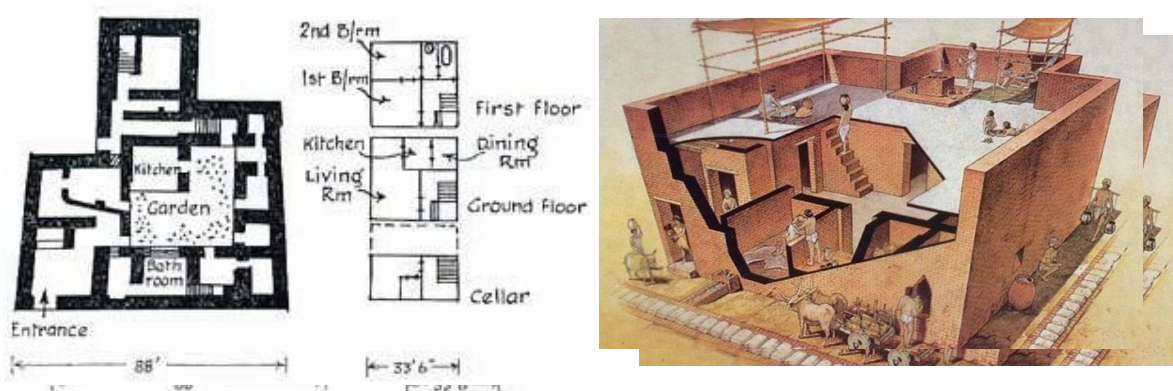 Kitchen
Garden
Bath
room
Entrance
88'
2nd B/rm
1st B/rm
First floor
Kitchen
Dining
Rm
Living
Rm
Ground floor
Cellar
33'6"